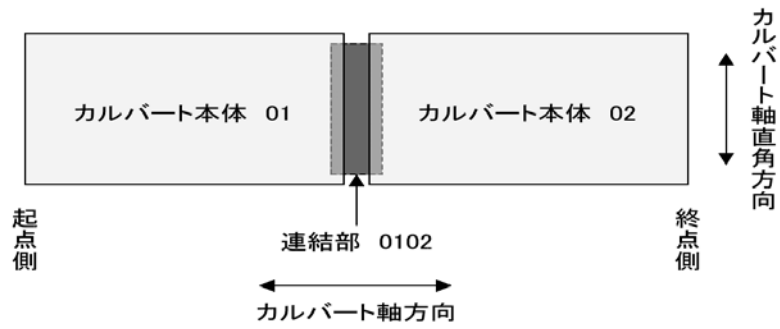 カルバート本体 01
カルバート本体 02
カルバート軸直角方向
起点側
連結部 0102
終点側
カルバート軸方向